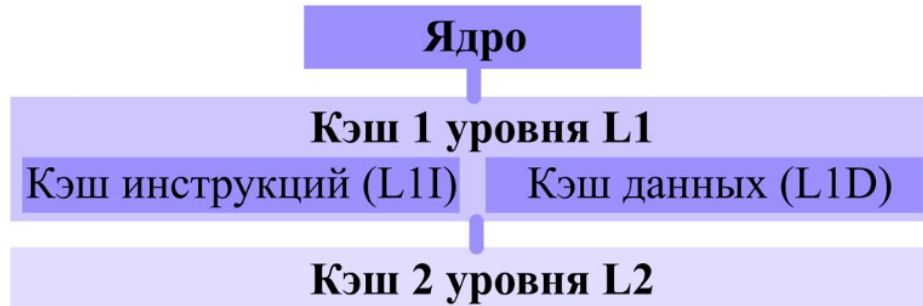 Ядро
Кэш 1 уровня L1
Кэш инструкций (L1I)
Кэш данных (L1D)
Кэш 2 уровня L2